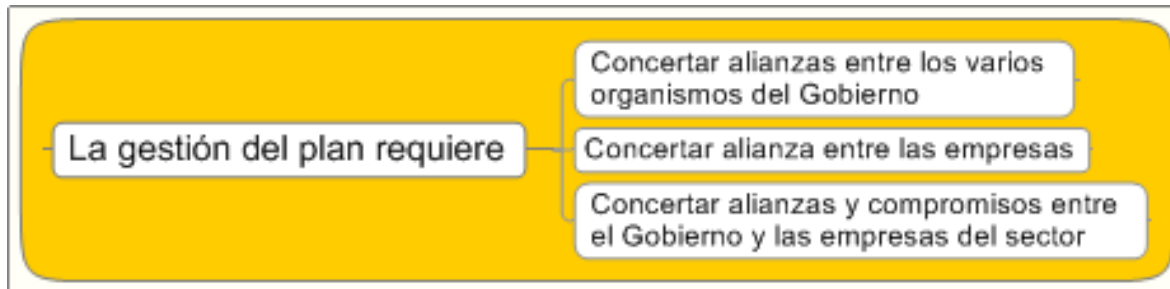 La gestión del plan requiere
Concertar alianzas entre los varios
organismos del Gobierno
Concertar alianza entre las empresas
Concertar alianzas y compromisos entre
el Gobierno y las empresas del sector